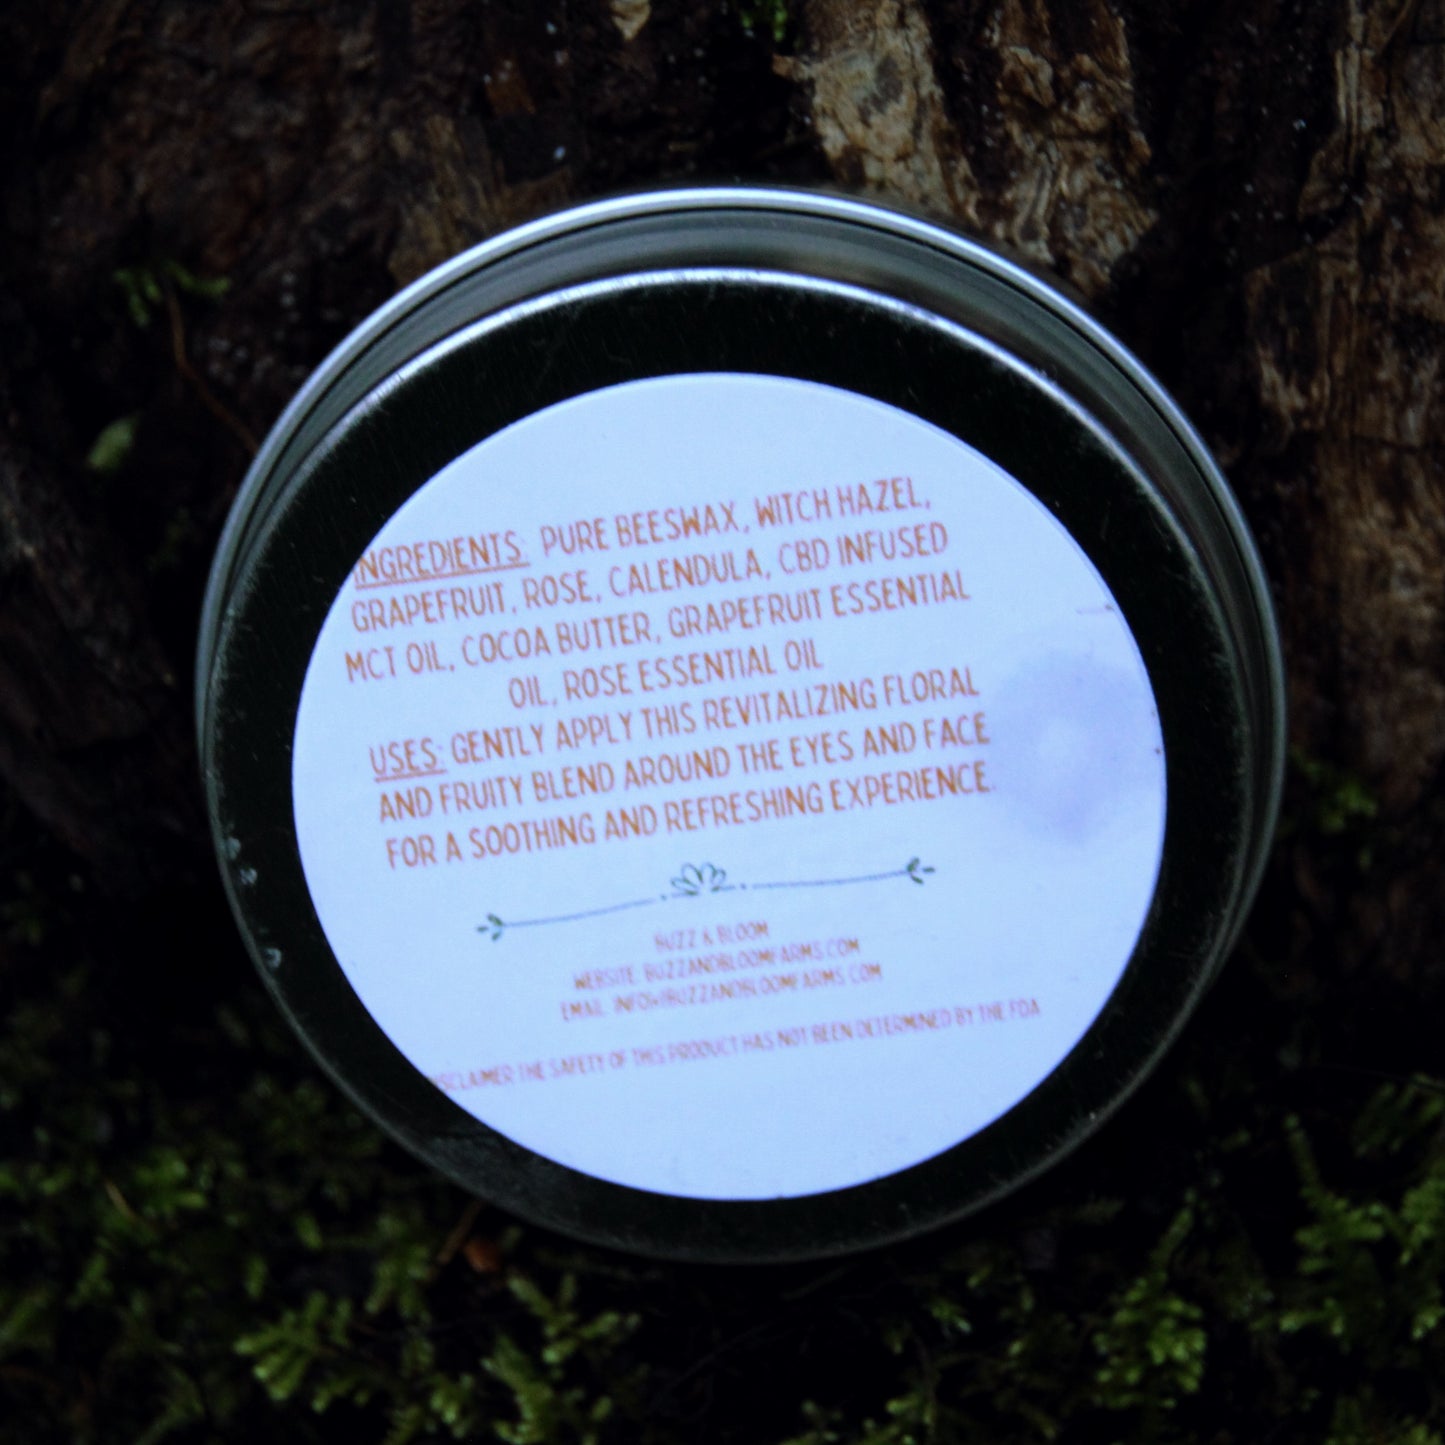 INGREDIENTS: PURE BEESWAX, WITCH HAZEL,
GRAPEFRUIT, ROSE, CALENDULA, CBD INFUSED
MCT OIL, COCOA BUTTER, GRAPEFRUIT ESSENTIAL
OIL, ROSE ESSENTIAL OIL
USES: GENTLY APPLY THIS REVITALIZING FLORAL
AND FRUITY BLEND AROUND THE EYES AND FACE
FOR A SOOTHING AND REFRESHING EXPERIENCE.
BUZZ & BLOOM
WEBSITE: BUZZANDBLOOMFARMS.COM
EMAIL: INFO@BUZZANDBLOOMFARMS.COM
DISCLAIMER THE SAFETY OF THIS PRODUCT HAS NOT BEEN DETERMINED BY THE FDA